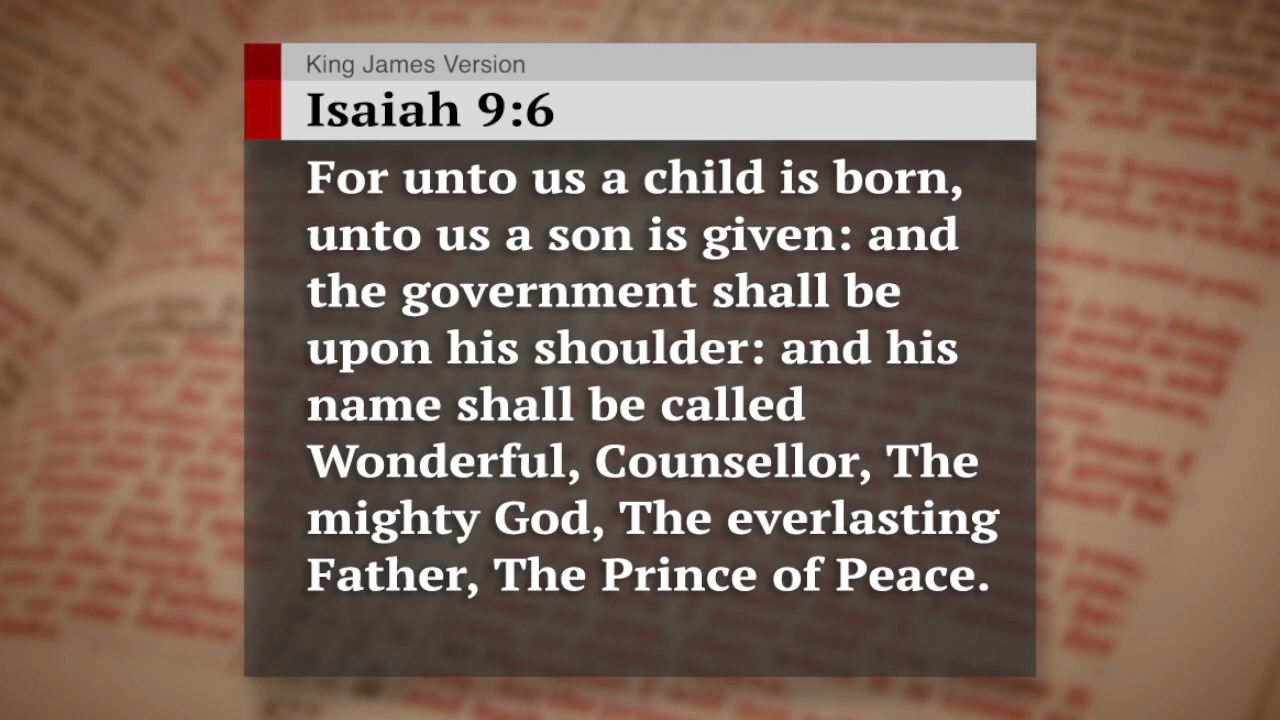 King James Version
Isaiah 9:6
For unto us a child is born,
unto us a son is given: and
the government shall be
upon his shoulder: and his
name shall be called
Wonderful, Counsellor, The
mighty God, The everlasting
Father, The Prince of Peace.